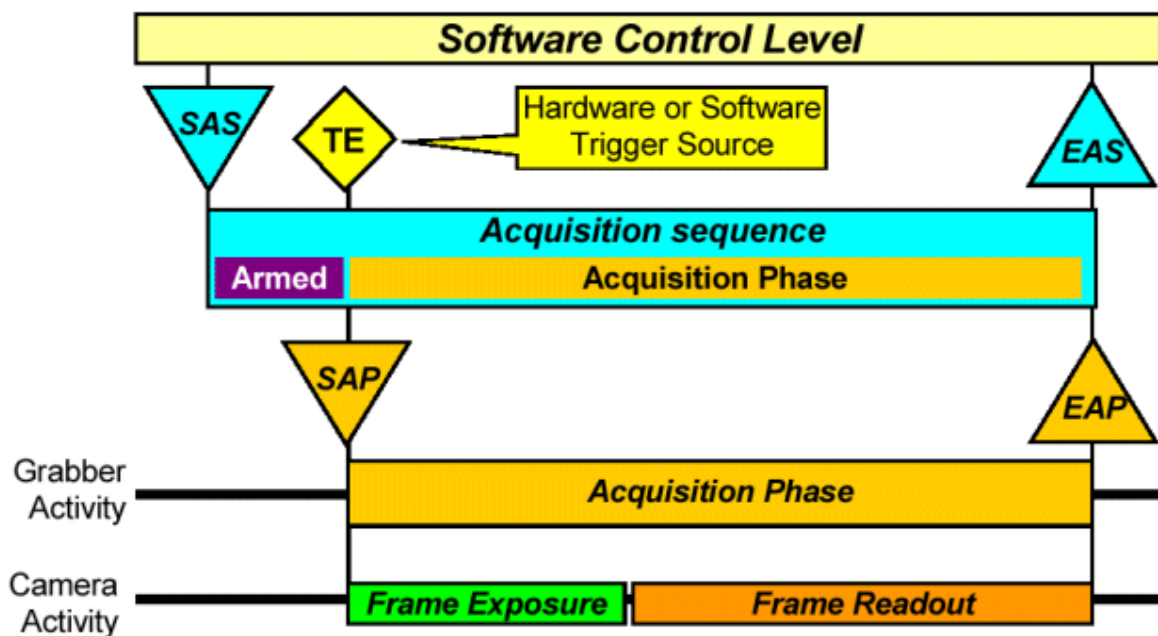 Software Control Level
SAS
TE
Hardware or Software
Trigger Source
EAS
Acquisition sequence
Armed
Acquisition Phase
SAP
EAP
Grabber
Activity
Acquisition Phase
Camera
Activity
Frame Exposure
Frame Readout